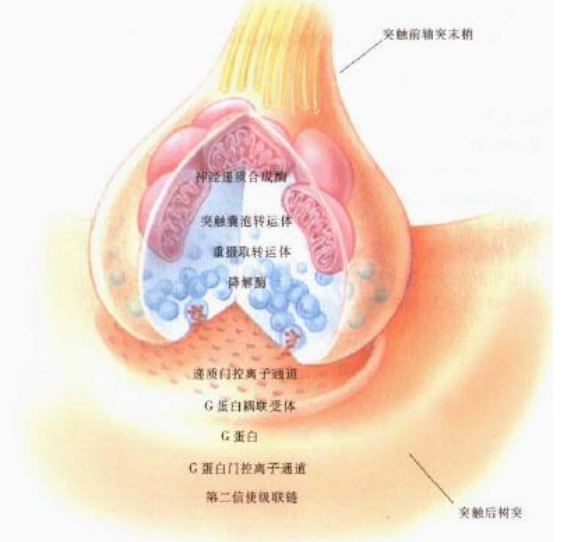 突触前轴突末梢
神经递质合成酶
突触囊泡转运体
重摄取转运体
降解酶
递质门控离子通道
G 蛋白耦联受体
G 蛋白
G 蛋白门控离子通道
第二信使级联链
突触后树突